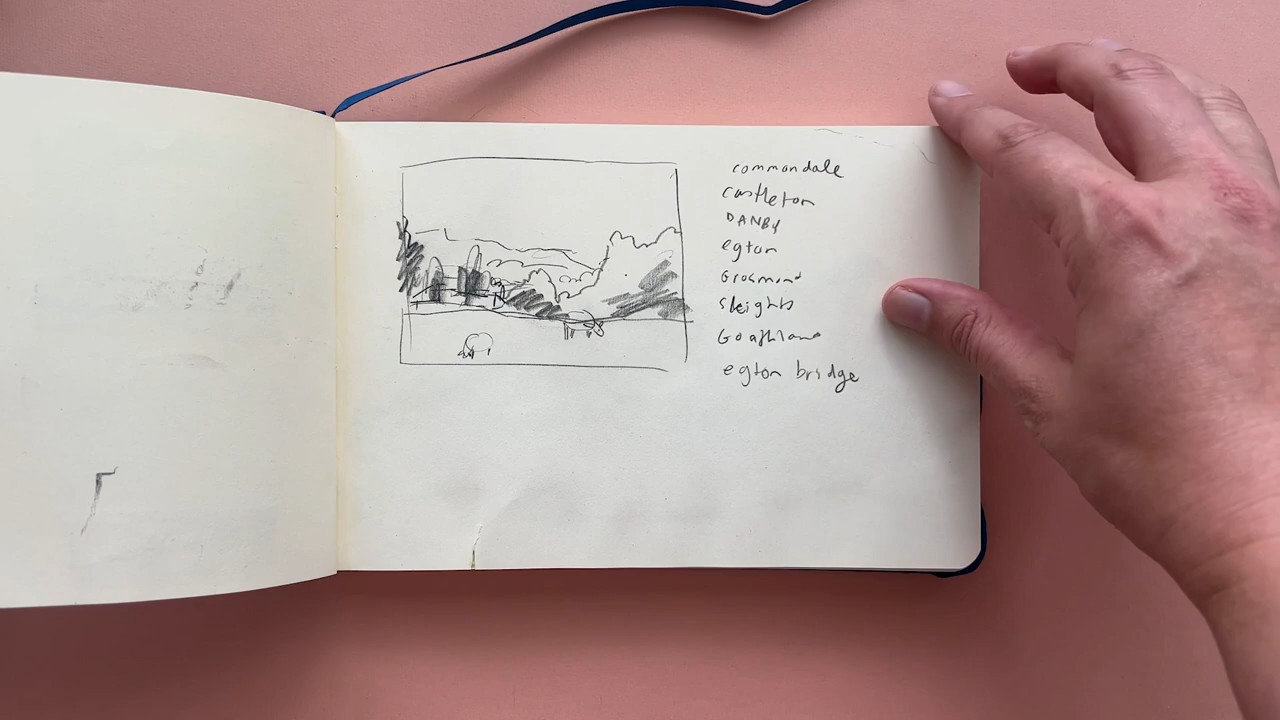 commondale
castleton
DANBY
egton
Grosmont
sleights
Goathland
egton bridge